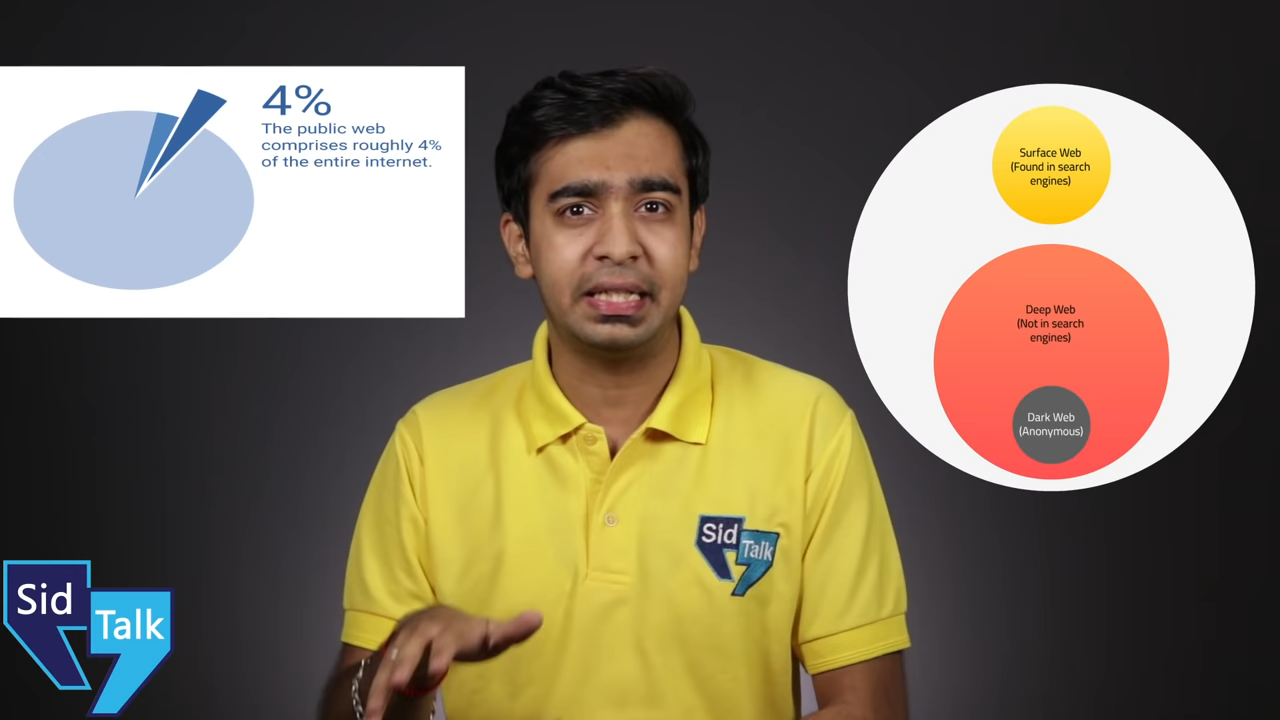 4%
The public web
comprises roughly 4%
of the entire internet.
Surface Web
(Found in search
engines)
Deep Web
(Not in search
engines)
Dark Web
(Anonymous)
Sid
Talk
Sid
Talk